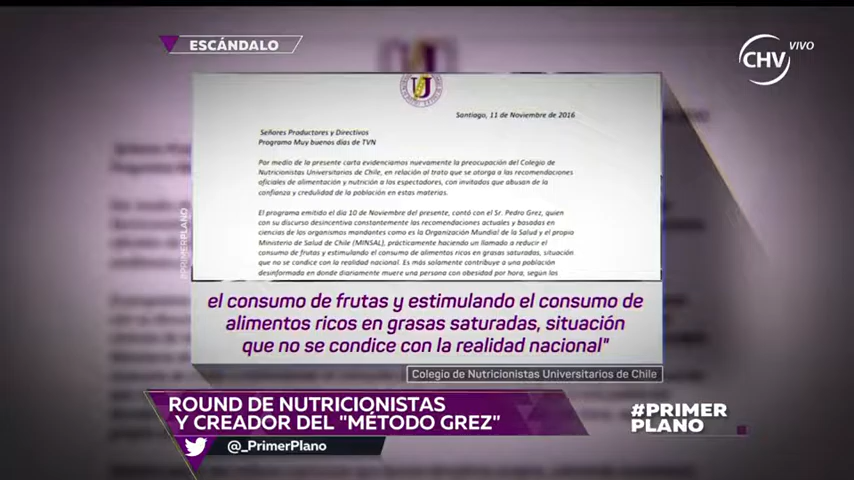 ESCÁNDALO
CHV VIVO
Santiago, 11 de Noviembre de 2016
Señores Productores y Directivos
Programa Muy buenos días de TVN
Por medio de la presente carta evidenciamos nuevamente la preocupación del Colegio de
Nutricionistas Universitarios de Chile, en relación al trato que se otorga a las recomendaciones
oficiales de alimentación y nutrición a los espectadores, con invitados que abusan de la
confianza y credulidad de la población en estas materias.
El programa emitido el día 10 de Noviembre del presente, contó con el Sr. Pedro Grez, quien
con su discurso desincentiva constantemente las recomendaciones actuales y basadas en
ciencias de los organismos mandantes como es la Organización Mundial de la Salud y el propio
Ministerio de Salud de Chile (MINSAL), prácticamente haciendo un llamado a reducir el
consumo de frutas y estimulando el consumo de alimentos ricos en grasas saturadas, situación
que no se condice con la realidad nacional. Es más solamente contribuye a una población
desinformada en donde diariamente muere una persona con obesidad por hora, según las
#PRIMERPLANO
el consumo de frutas y estimulando el consumo de
alimentos ricos en grasas saturadas, situación
que no se condice con la realidad nacional"
Colegio de Nutricionistas Universitarios de Chile
ROUND DE NUTRICIONISTAS
Y CREADOR DEL "MÉTODO GREZ"
@_PrimerPlano
#PRIMER
PLANO